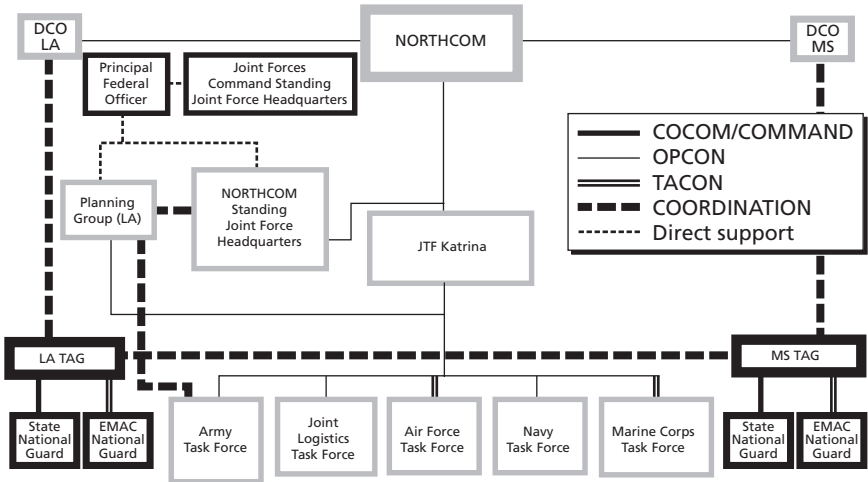 DCO
LA
NORTHCOM
DCO
MS
Principal
Federal
Officer
Joint Forces
Command Standing
Joint Force Headquarters
COCOM/COMMAND
OPCON
TACON
COORDINATION
Direct support
Planning
Group (LA)
NORTHCOM
Standing
Joint Force
Headquarters
JTF Katrina
LA TAG
MS TAG
State
National
Guard
EMAC
National
Guard
Army
Task Force
Joint
Logistics
Task Force
Air Force
Task Force
Navy
Task Force
Marine Corps
Task Force
State
National
Guard
EMAC
National
Guard